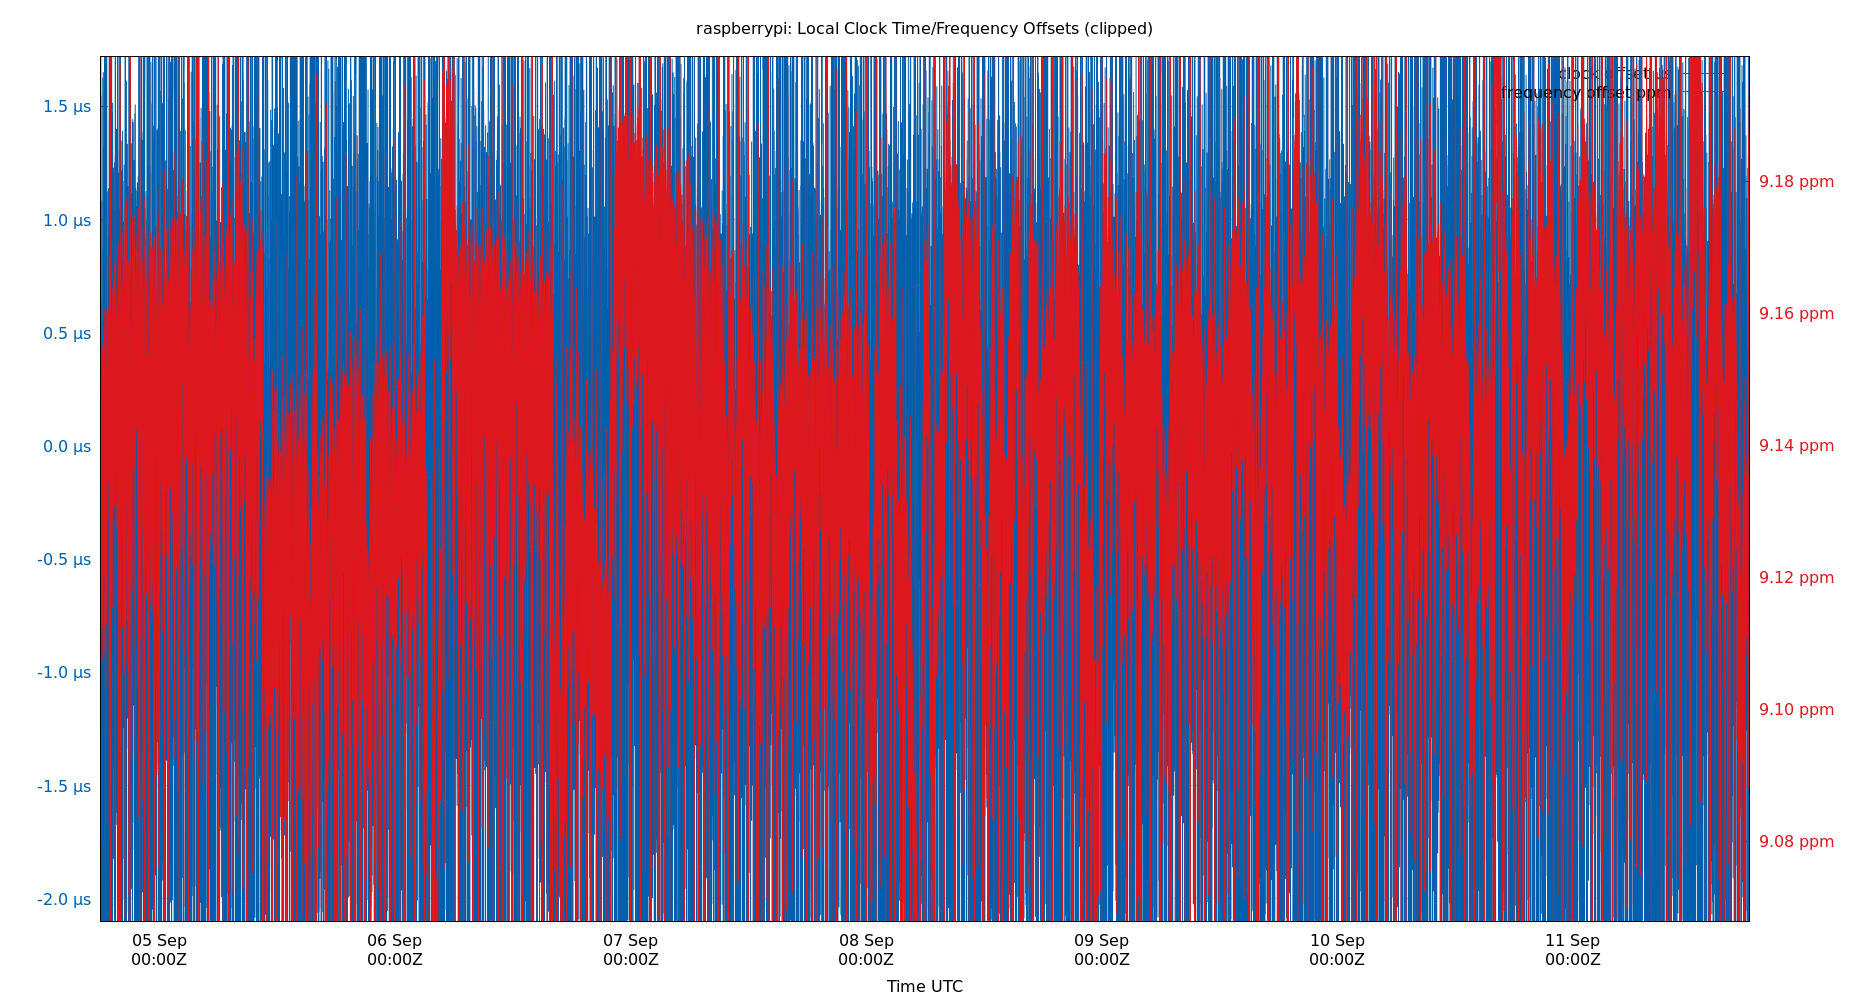 raspberrypi: Local Clock Time/Frequency Offsets (clipped)
clock offset µs
frequency offset ppm
1.5 µs
1.0 µs
0.5 µs
0.0 µs
-0.5 µs
-1.0 µs
-1.5 µs
-2.0 µs
9.18 ppm
9.16 ppm
9.14 ppm
9.12 ppm
9.10 ppm
9.08 ppm
05 Sep
00:00Z
06 Sep
00:00Z
07 Sep
00:00Z
08 Sep
00:00Z
09 Sep
00:00Z
10 Sep
00:00Z
11 Sep
00:00Z
Time UTC